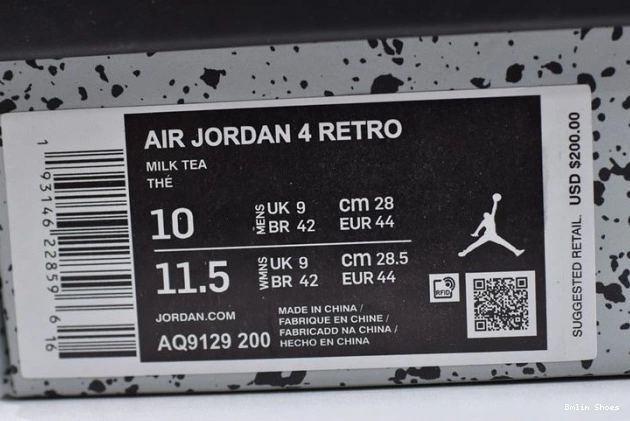 AIR JORDAN 4 RETRO
MILK TEA
THÉ
10 MENS UK 9 cm 28
BR 42 EUR 44
11.5 WMNS UK 9 cm 28.5
BR 42 EUR 44
JORDAN.COM
AQ9129 200
MADE IN CHINA /
FABRIQUE EN CHINE /
FABRICADO NA CHINA /
HECHO EN CHINA
RFID
SUGGESTED RETAIL USD $200.00
1 93146 22859 6 16
Bmlin Shoes